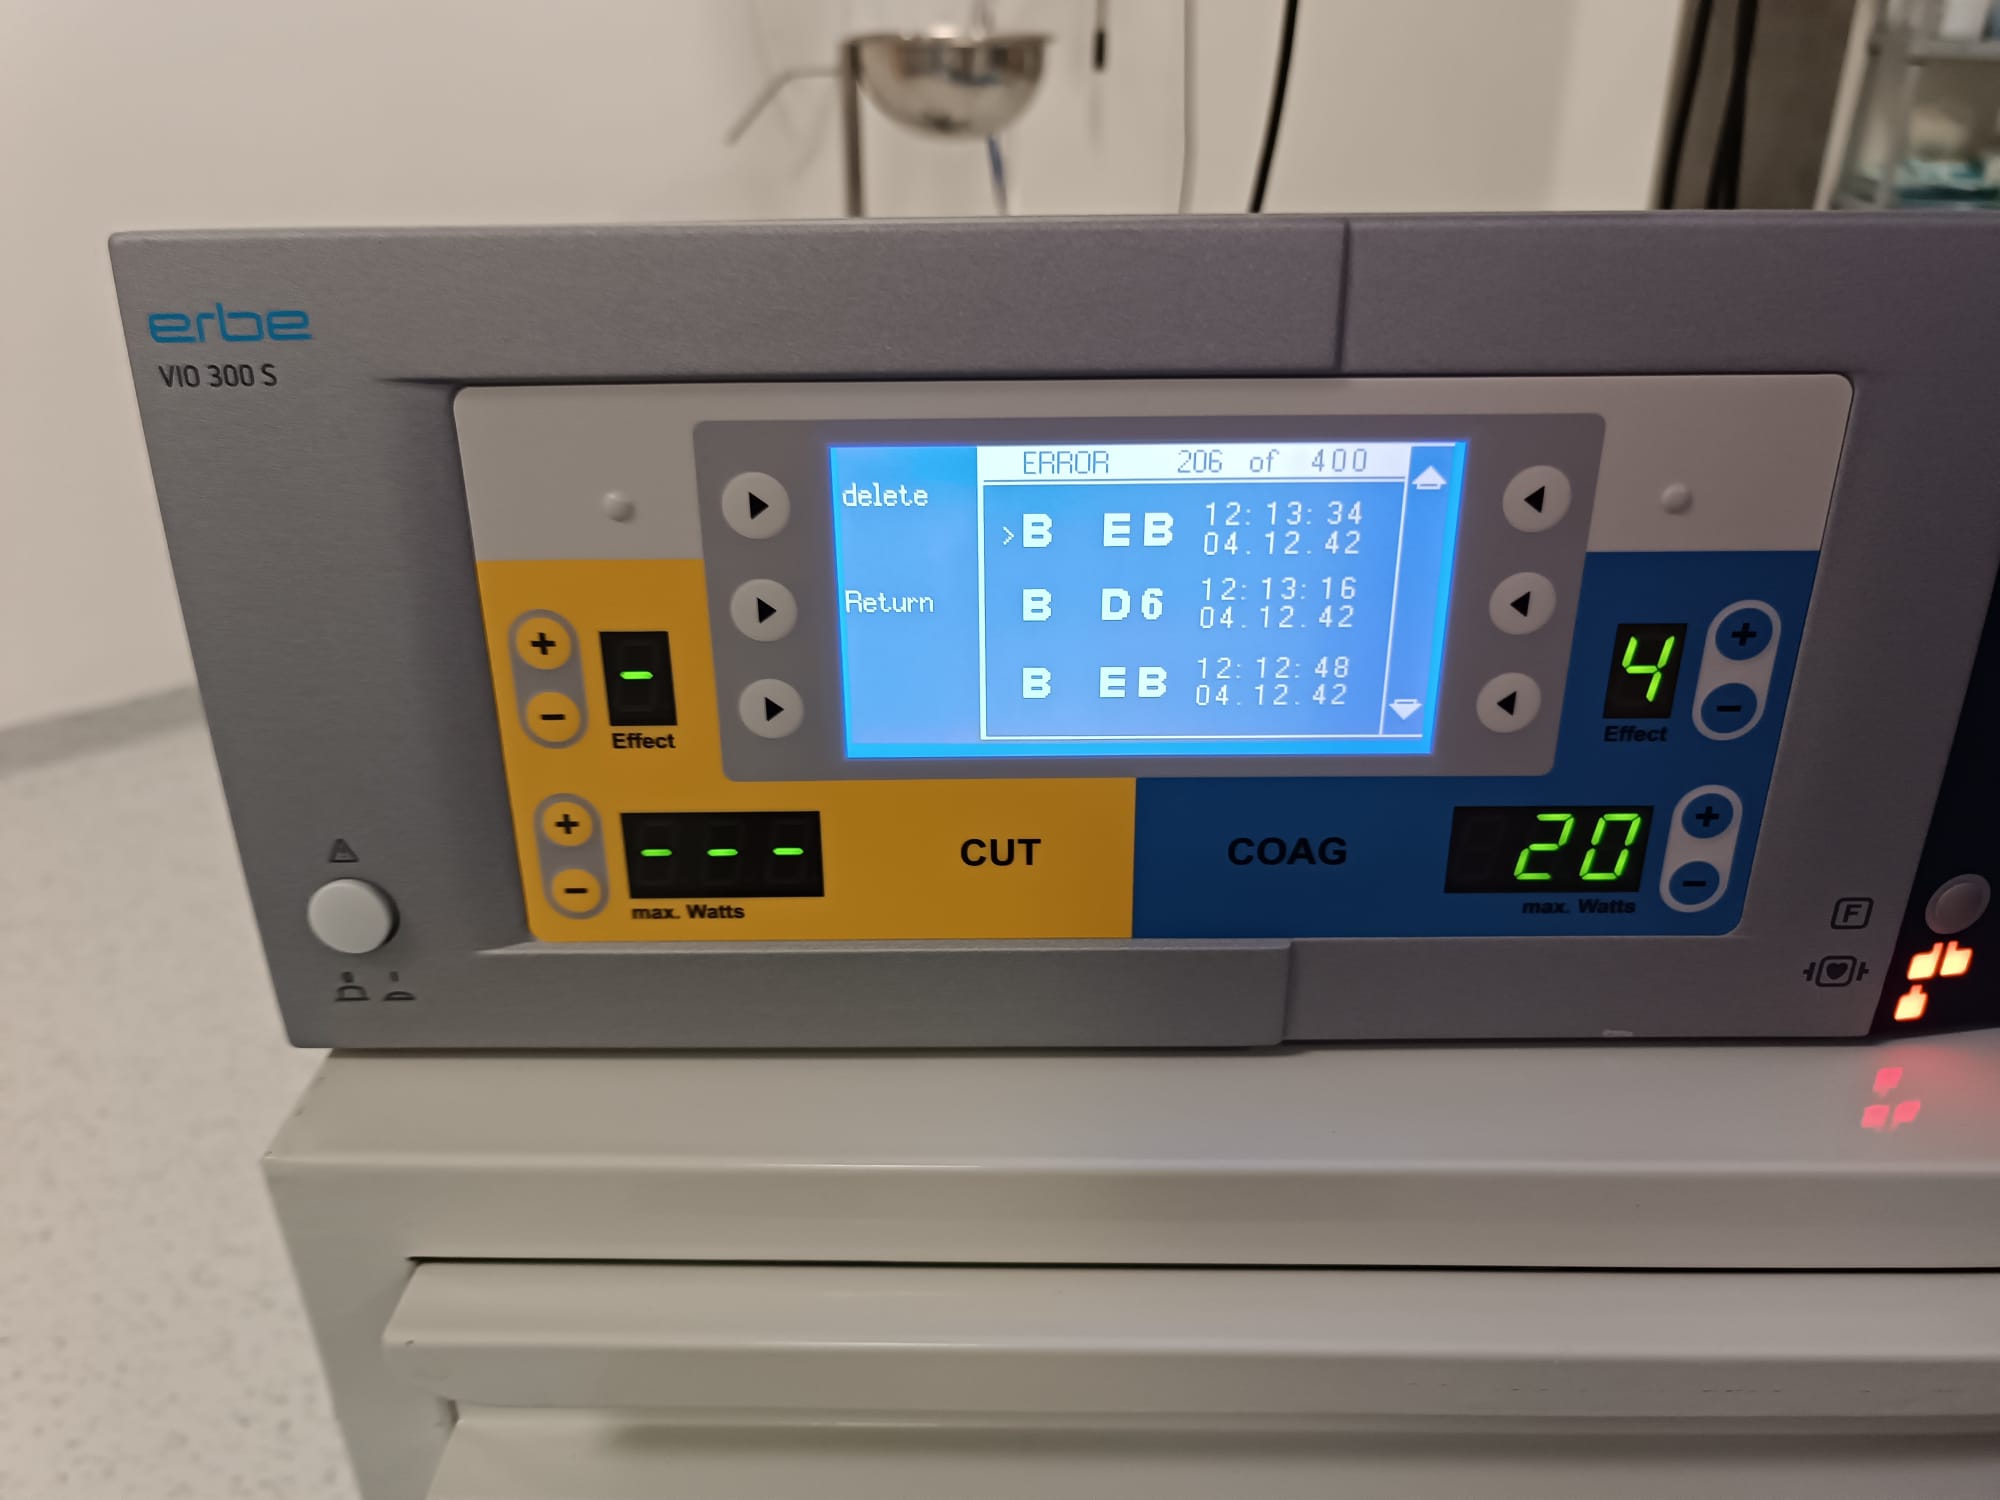 erbe
VIO 300 S
ERROR 206 of 400
delete
>B EB 12:13:34
04.12.42
Return
B D6 12:13:16
04.12.42
B EB 12:12:48
04.12.42
+
-
-
Effect
4
Effect
+
-
+
-
- - -
max. Watts
CUT
COAG
20
max. Watts
+
-
F